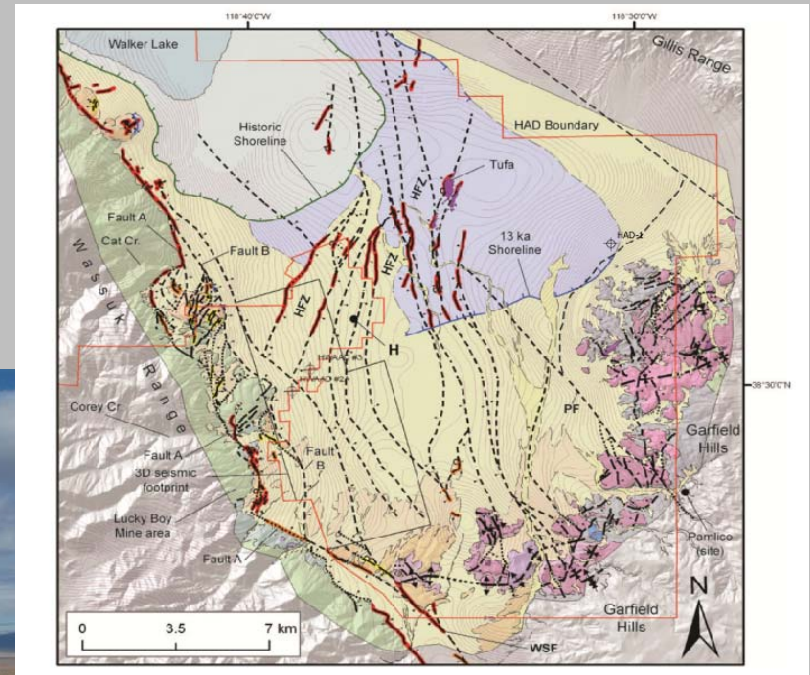 118°40'0"W
118°30'0"W
Walker Lake
Gillis Range
HAD Boundary
Historic
Shoreline
Tufa
HFZ
Fault A
Cat Cr.
Fault B
13 ka
Shoreline
HFZ
HFZ
H
Wassuk
Range
38°30'0"N
Corey Cr.
PF
Garfield
Hills
Fault A
3D seismic
footprint
Fault
B
Lucky Boy
Mine area
Pamlico
(site)
Fault A
N
Garfield
Hills
0 3.5 7 km
WSF